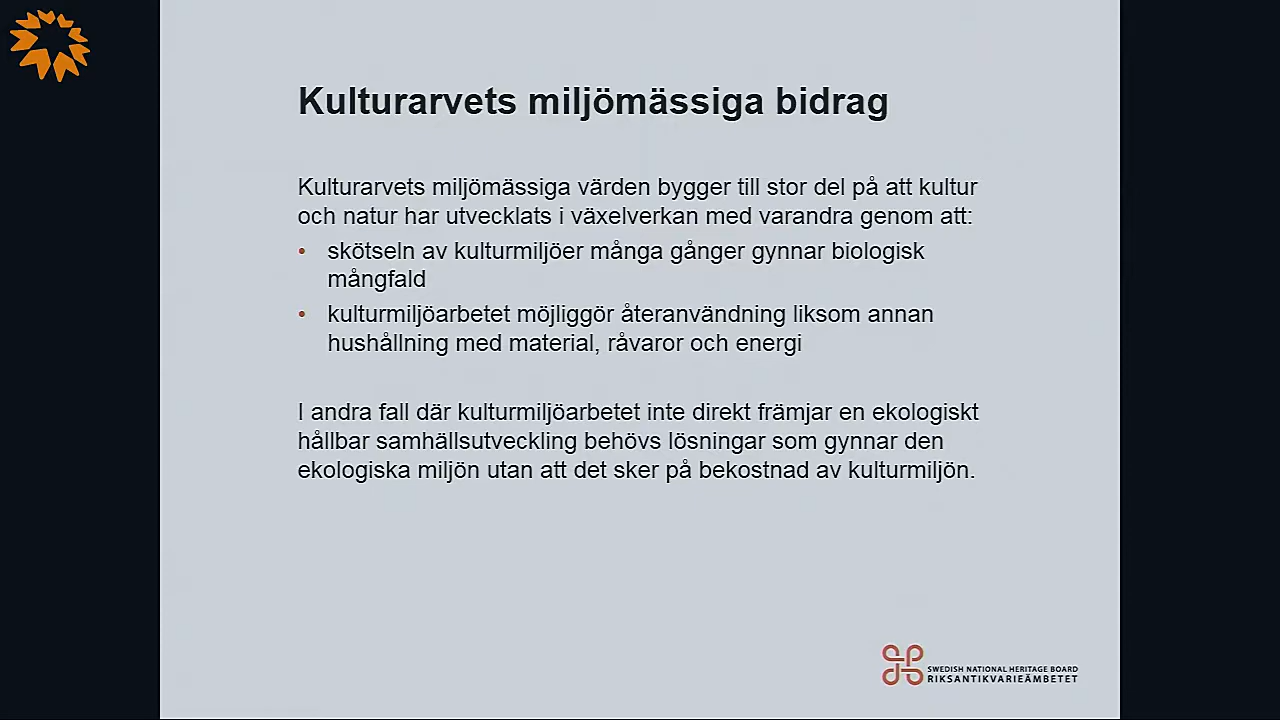 Kulturarvets miljömässiga bidrag
Kulturarvets miljömässiga värden bygger till stor del på att kultur
och natur har utvecklats i växelverkan med varandra genom att:
• skötseln av kulturmiljöer många gånger gynnar biologisk
mångfald
• kulturmiljöarbetet möjliggör återanvändning liksom annan
hushållning med material, råvaror och energi
I andra fall där kulturmiljöarbetet inte direkt främjar en ekologiskt
hållbar samhällsutveckling behövs lösningar som gynnar den
ekologiska miljön utan att det sker på bekostnad av kulturmiljön.
SWEDISH NATIONAL HERITAGE BOARD
RIKSANTIKVARIEÄMBETET